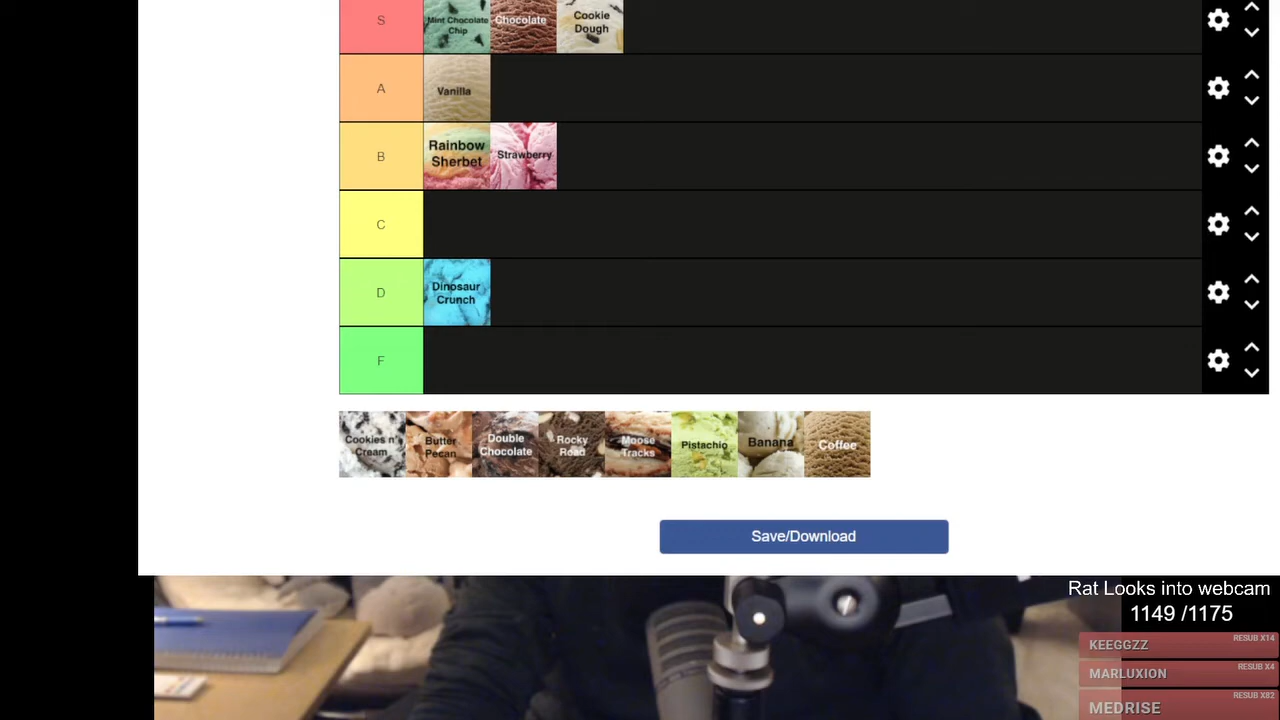 S
Mint Chocolate
Chip
Chocolate
Cookie
Dough
A
Vanilla
B
Rainbow
Sherbet
Strawberry
C
D
Dinosaur
Crunch
F
Cookies n'
Cream
Butter
Pecan
Double
Chocolate
Rocky
Road
Moose
Tracks
Pistachio
Banana
Coffee
Save/Download
Rat Looks into webcam
1149 /1175
KEEGGZZ
RESUB X14
MARLUXION
RESUB X4
MEDRISE
RESUB X82